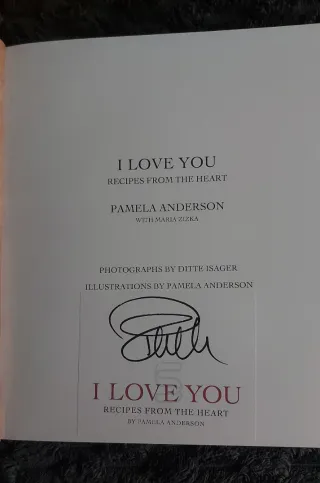 I LOVE YOU
RECIPES FROM THE HEART
PAMELA ANDERSON
WITH MARIA ZIZKA
PHOTOGRAPHS BY DITTE ISAGER
ILLUSTRATIONS BY PAMELA ANDERSON
I LOVE YOU
RECIPES FROM THE HEART
BY PAMELA ANDERSON